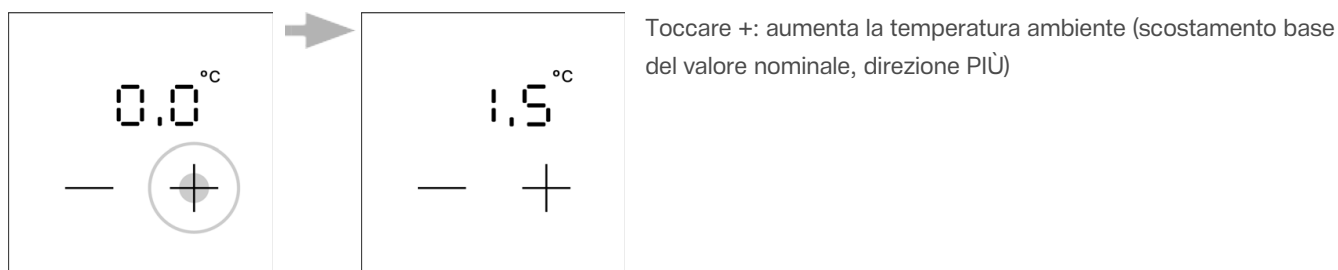 0.0 °C
— +
1.5 °C
— +
Toccare +: aumenta la temperatura ambiente (scostamento base
del valore nominale, direzione PIÙ)